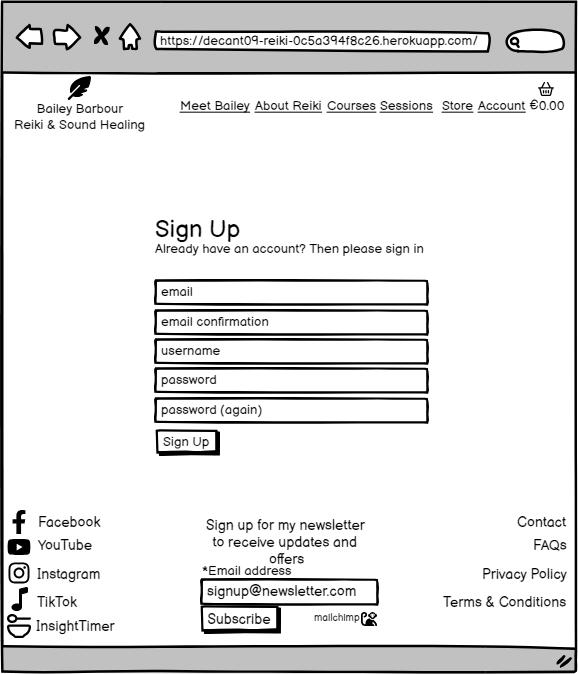 https://decant09-reiki-0c5a394f8c26.herokuapp.com/
Bailey Barbour
Reiki & Sound Healing
Meet Bailey About Reiki Courses Sessions Store Account €0.00
Sign Up
Already have an account? Then please sign in
email
email confirmation
username
password
password (again)
Sign Up
Facebook
YouTube
Instagram
TikTok
InsightTimer
Sign up for my newsletter
to receive updates and
offers
*Email address
signup@newsletter.com
Subscribe
mailchimp
Contact
FAQs
Privacy Policy
Terms & Conditions